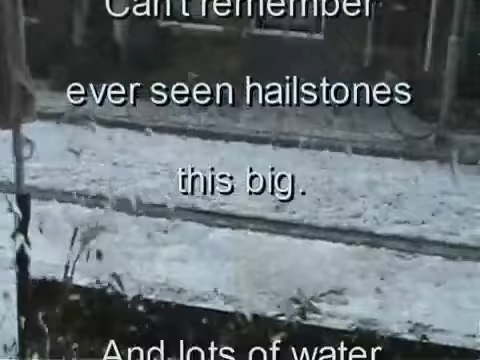 Can't remember
ever seen hailstones
this big.
And lots of water